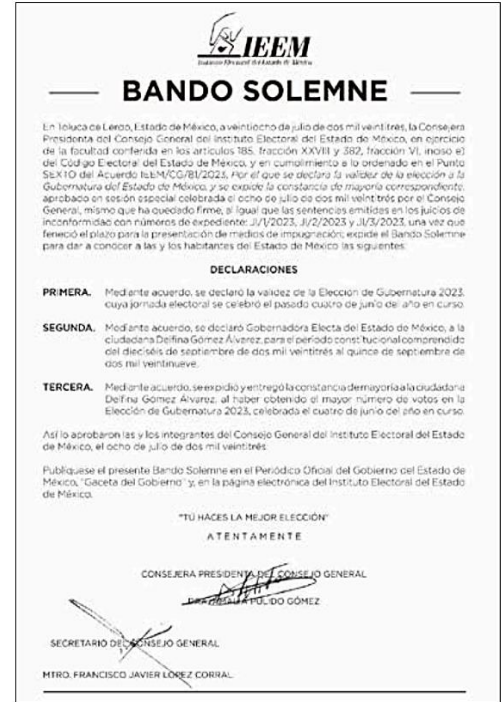 IEEM
Instituto Electoral del Estado de México
BANDO SOLEMNE
En Toluca de Lerdo, Estado de México, a veintiocho de julio de dos mil veintitrés, la Consejera
Presidenta del Consejo General del Instituto Electoral del Estado de México, en ejercicio
de la facultad conferida en los artículos 185, fracción XXVIII y 382, fracción VI, inciso e)
del Código Electoral del Estado de México, y en cumplimiento a lo ordenado en el Punto
SEXTO del Acuerdo IEEM/CG/81/2023, Por el que se declara la validez de la elección a la
Gubernatura del Estado de México, y se expide la constancia de mayoría correspondiente,
aprobado en sesión especial celebrada el ocho de julio de dos mil veintitrés por el Consejo
General, mismo que ha quedado firme, al igual que las sentencias emitidas en los juicios de
inconformidad con números de expediente: JI/1/2023, JI/2/2023 y JI/3/2023, una vez que
feneció el plazo para la presentación de medios de impugnación; expide el Bando Solemne
para dar a conocer a las y los habitantes del Estado de México las siguientes:
DECLARACIONES
PRIMERA. Mediante acuerdo, se declaró la validez de la Elección de Gubernatura 2023,
cuya jornada electoral se celebró el pasado cuatro de junio del año en curso.
SEGUNDA. Mediante acuerdo, se declaró Gobernadora Electa del Estado de México, a la
ciudadana Delfina Gómez Álvarez, para el periodo constitucional comprendido
del dieciséis de septiembre de dos mil veintitrés al quince de septiembre de
dos mil veintinueve.
TERCERA. Mediante acuerdo, se expidió y entregó la constancia de mayoría a la ciudadana
Delfina Gómez Álvarez, al haber obtenido el mayor número de votos en la
Elección de Gubernatura 2023, celebrada el cuatro de junio del año en curso.
Así lo aprobaron las y los integrantes del Consejo General del Instituto Electoral del Estado
de México, el ocho de julio de dos mil veintitrés.
Publíquese el presente Bando Solemne en el Periódico Oficial del Gobierno del Estado de
México, "Gaceta del Gobierno" y, en la página electrónica del Instituto Electoral del Estado
de México.
"TÚ HACES LA MEJOR ELECCIÓN"
ATENTAMENTE
CONSEJERA PRESIDENTA DEL CONSEJO GENERAL
DRA. AMALIA PULIDO GÓMEZ
SECRETARIO DEL CONSEJO GENERAL
MTRO. FRANCISCO JAVIER LÓPEZ CORRAL